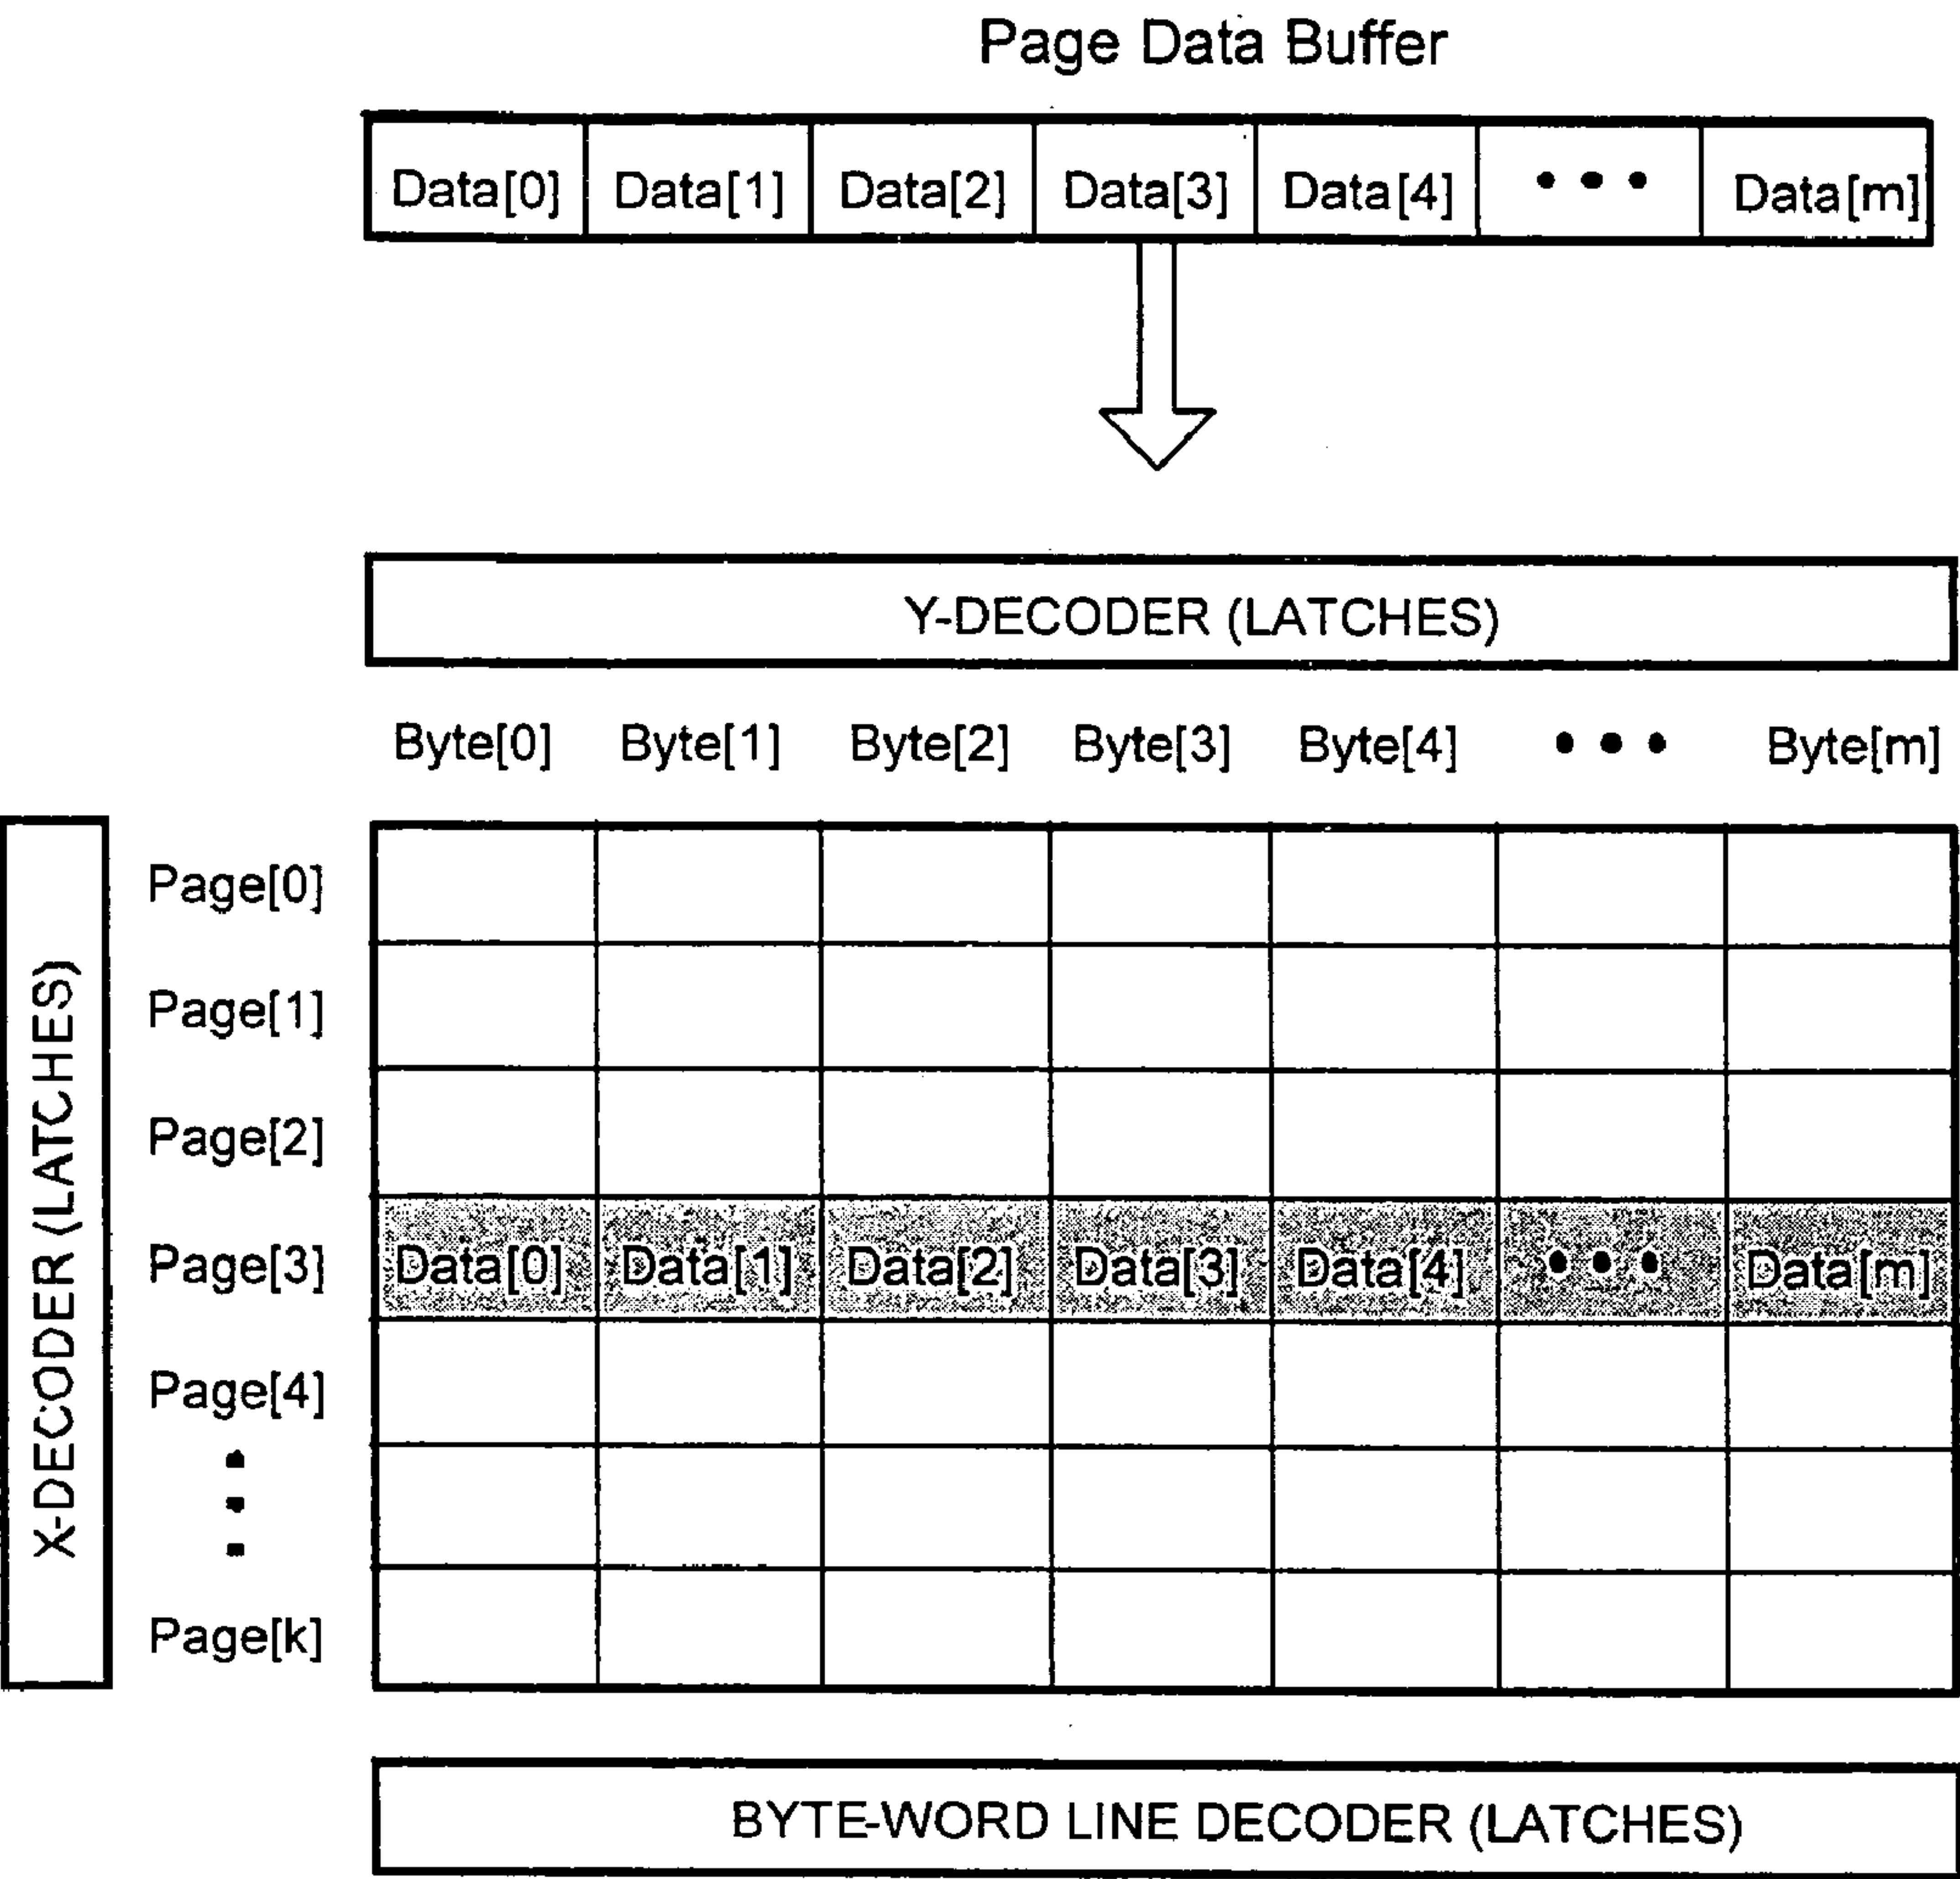 Page Data Buffer
Data[0] Data[1] Data[2] Data[3] Data[4] • • • Data[m]
Y-DECODER (LATCHES)
Byte[0] Byte[1] Byte[2] Byte[3] Byte[4] • • • Byte[m]
X-DECODER (LATCHES)
Page[0]
Page[1]
Page[2]
Page[3] Data[0] Data[1] Data[2] Data[3] Data[4] • • • Data[m]
Page[4]
Page[k]
BYTE-WORD LINE DECODER (LATCHES)